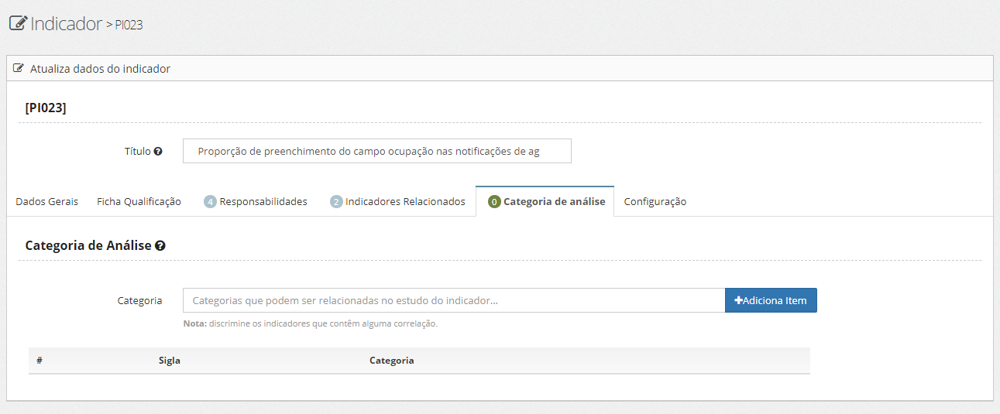 Indicador > PI023
Atualiza dados do indicador
[PI023]
Título
Proporção de preenchimento do campo ocupação nas notificações de ag
Dados Gerais Ficha Qualificação 4 Responsabilidades 2 Indicadores Relacionados 0 Categoria de análise Configuração
Categoria de Análise
Categoria Categorias que podem ser relacionadas no estudo do indicador... +Adiciona Item
Nota: discrimine os indicadores que contêm alguma correlação.
# Sigla Categoria